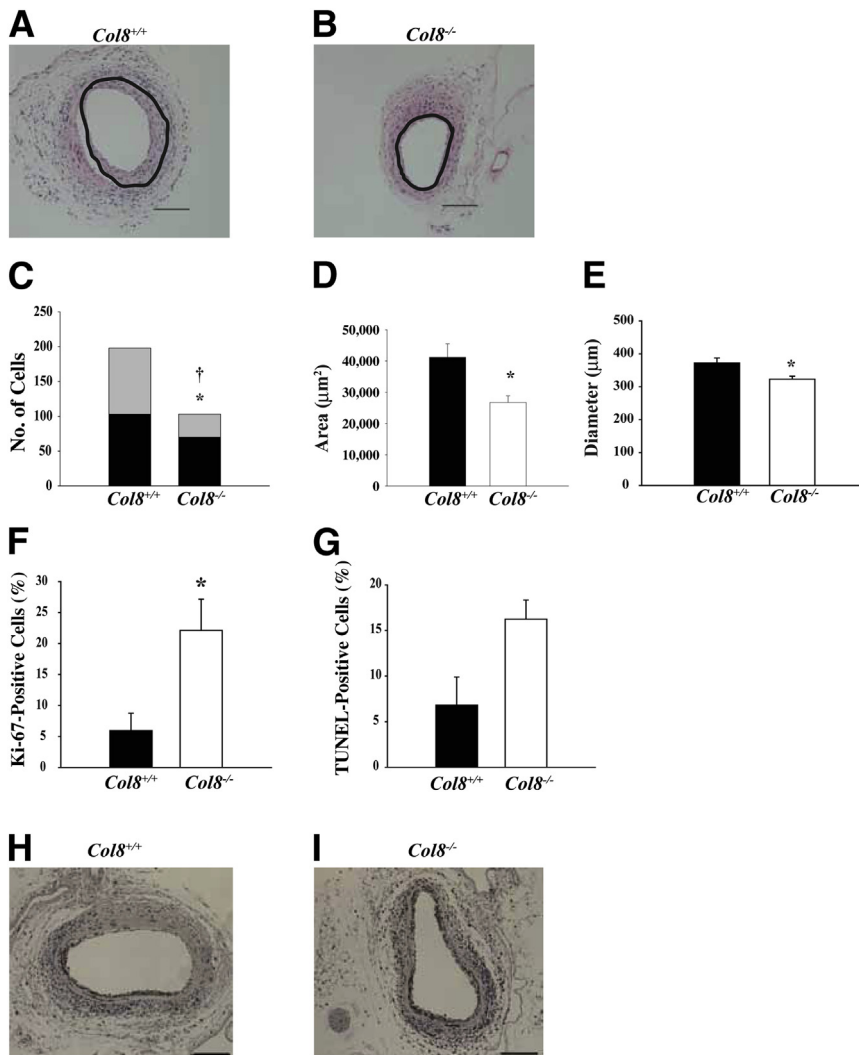 A
Col8+/+
B
Col8-/-
C
No. of Cells
250
200
150
100
50
0
†
*
Col8+/+ Col8-/-
D
Area (μm²)
50,000
40,000
30,000
20,000
10,000
0
*
Col8+/+ Col8-/-
E
Diameter (μm)
500
400
300
200
100
0
*
Col8+/+ Col8-/-
F
Ki-67-Positive Cells (%)
30
25
20
15
10
5
0
*
Col8+/+ Col8-/-
G
TUNEL-Positive Cells (%)
20
15
10
5
0
Col8+/+ Col8-/-
H
Col8+/+
I
Col8-/-